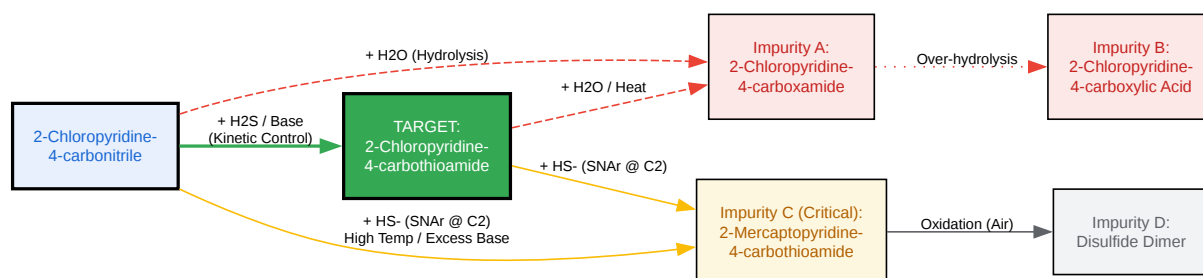 2-Chloropyridine-
4-carbonitrile
+ H2O (Hydrolysis)
+ H2S / Base
(Kinetic Control)
+ HS- (SNAr @ C2)
High Temp / Excess Base
TARGET:
2-Chloropyridine-
4-carbothioamide
+ H2O / Heat
+ HS- (SNAr @ C2)
Impurity A:
2-Chloropyridine-
4-carboxamide
Over-hydrolysis
Impurity B:
2-Chloropyridine-
4-carboxylic Acid
Impurity C (Critical):
2-Mercaptopyridine-
4-carbothioamide
Oxidation (Air)
Impurity D:
Disulfide Dimer